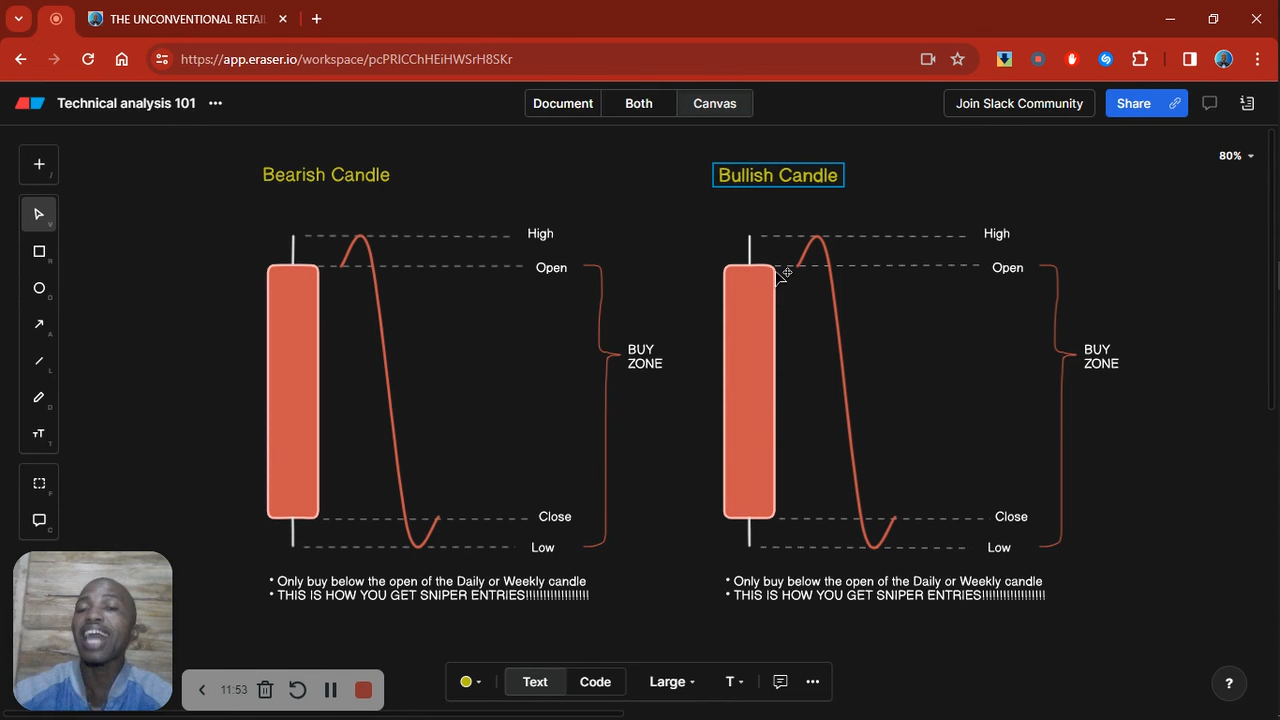 THE UNCONVENTIONAL RETAIL
https://app.eraser.io/workspace/pcPRlCChHEiHWSrH8SKr
Technical analysis 101
Document
Both
Canvas
Join Slack Community
Share
80%
Bearish Candle
Bullish Candle
High
Open
BUY
ZONE
Close
Low
• Only buy below the open of the Daily or Weekly candle
• THIS IS HOW YOU GET SNIPER ENTRIES!!!!!!!!!!!!!!!!!!
High
Open
BUY
ZONE
Close
Low
• Only buy below the open of the Daily or Weekly candle
• THIS IS HOW YOU GET SNIPER ENTRIES!!!!!!!!!!!!!!!!!!
/
V
R
O
A
L
D
T
F
C
11:53
Text
Code
Large
T
?